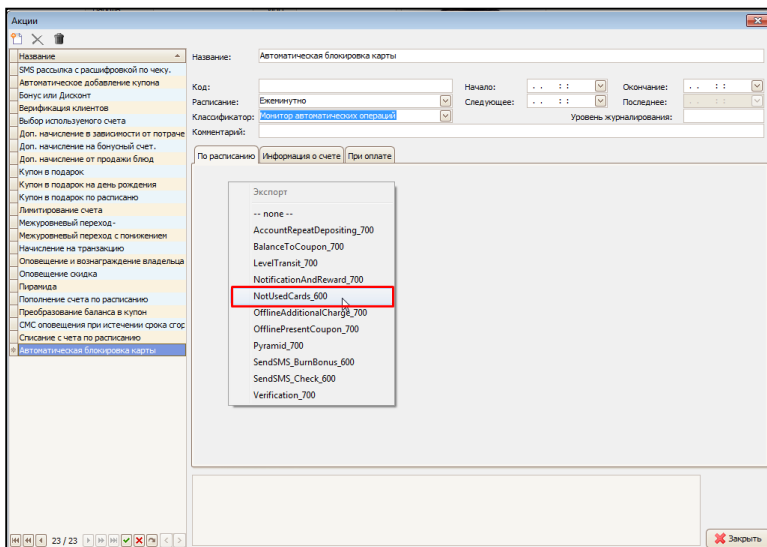 Акции
Название
SMS рассылка с расшифровкой по чеку.
Автоматическое добавление купона
Бонус или Дисконт
Верификация клиентов
Выбор используемого счета
Доп. начисление в зависимости от потраче
Доп. начисление на бонусный счет.
Доп. начисление от продажи блюд
Купон в подарок
Купон в подарок на день рождения
Купон в подарок по расписаню
Лимитирование счета
Межуровневый переход-
Межуровневый переход с понижением
Начисление на транзакцию
Оповещение и вознаграждение владельца
Оповещение скидка
Пирамида
Пополнение счета по расписанию
Преобразование баланса в купон
СМС оповещения при истечении срока сгор
Списание с чета по расписанию
Автоматическая блокировка карты
23 / 23
Название: Автоматическая блокировка карты
Код: Начало: . . : : Окончание: . . : :
Расписание: Ежеминутно Следующее: . . : : Последнее: . . : :
Классификатор: Монитор автоматических операций Уровень журналирования:
Комментарий:
По расписанию Информация о счете При оплате
Экспорт
-- none --
AccountRepeatDepositing_700
BalanceToCoupon_700
LevelTransit_700
NotificationAndReward_700
NotUsedCards_600
OfflineAdditionalCharge_700
OfflinePresentCoupon_700
Pyramid_700
SendSMS_BurnBonus_600
SendSMS_Check_600
Verification_700
Закрыть